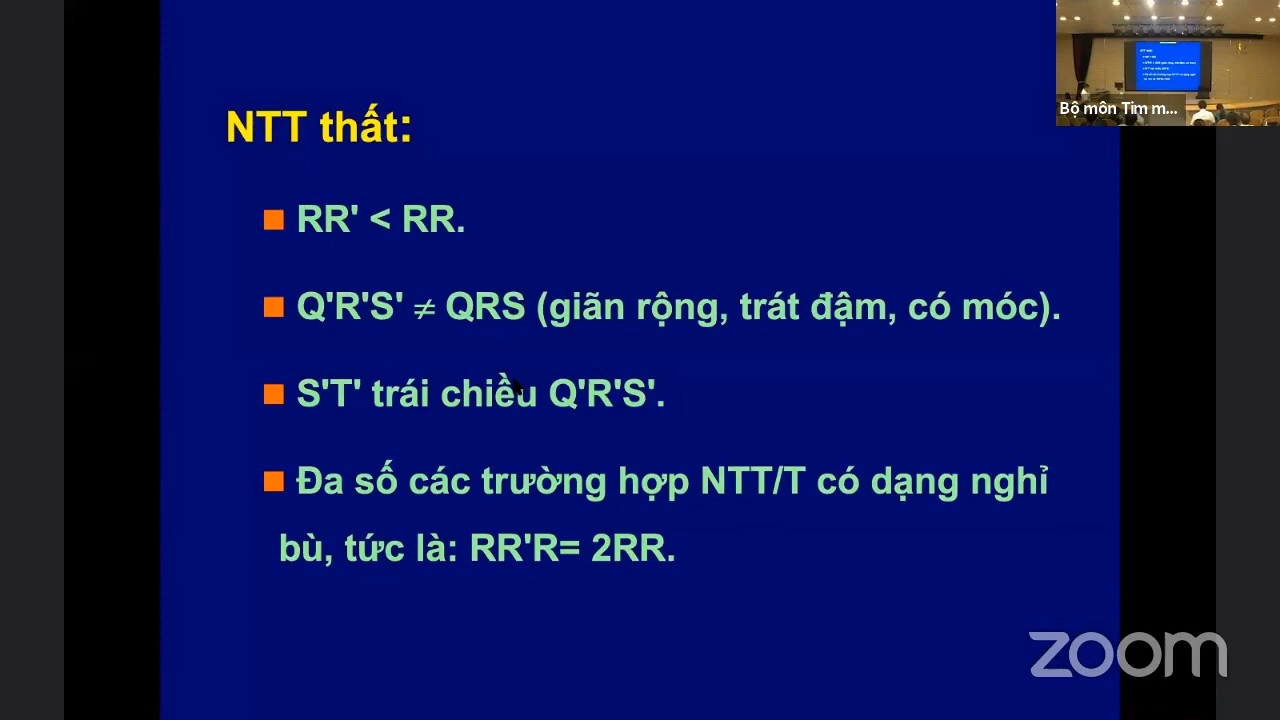 NTT thất:
RR' < RR.
Q'R'S' ≠ QRS (giãn rộng, trát đậm, có móc).
S'T' trái chiều Q'R'S'.
Đa số các trường hợp NTT/T có dạng nghỉ
bù, tức là: RR'R= 2RR.
Bộ môn Tim m...
zoom